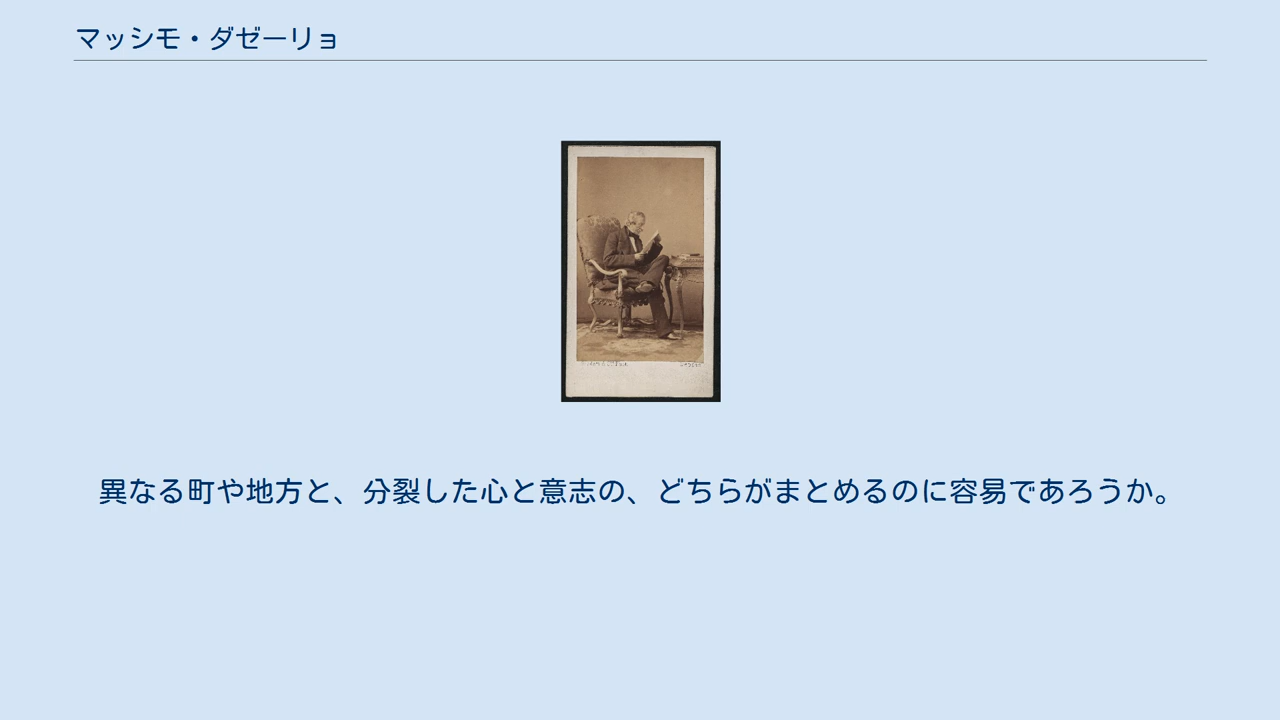 マッシモ・ダゼーリョ
異なる町や地方と、分裂した心と意志の、どちらがまとめるのに容易であろうか。